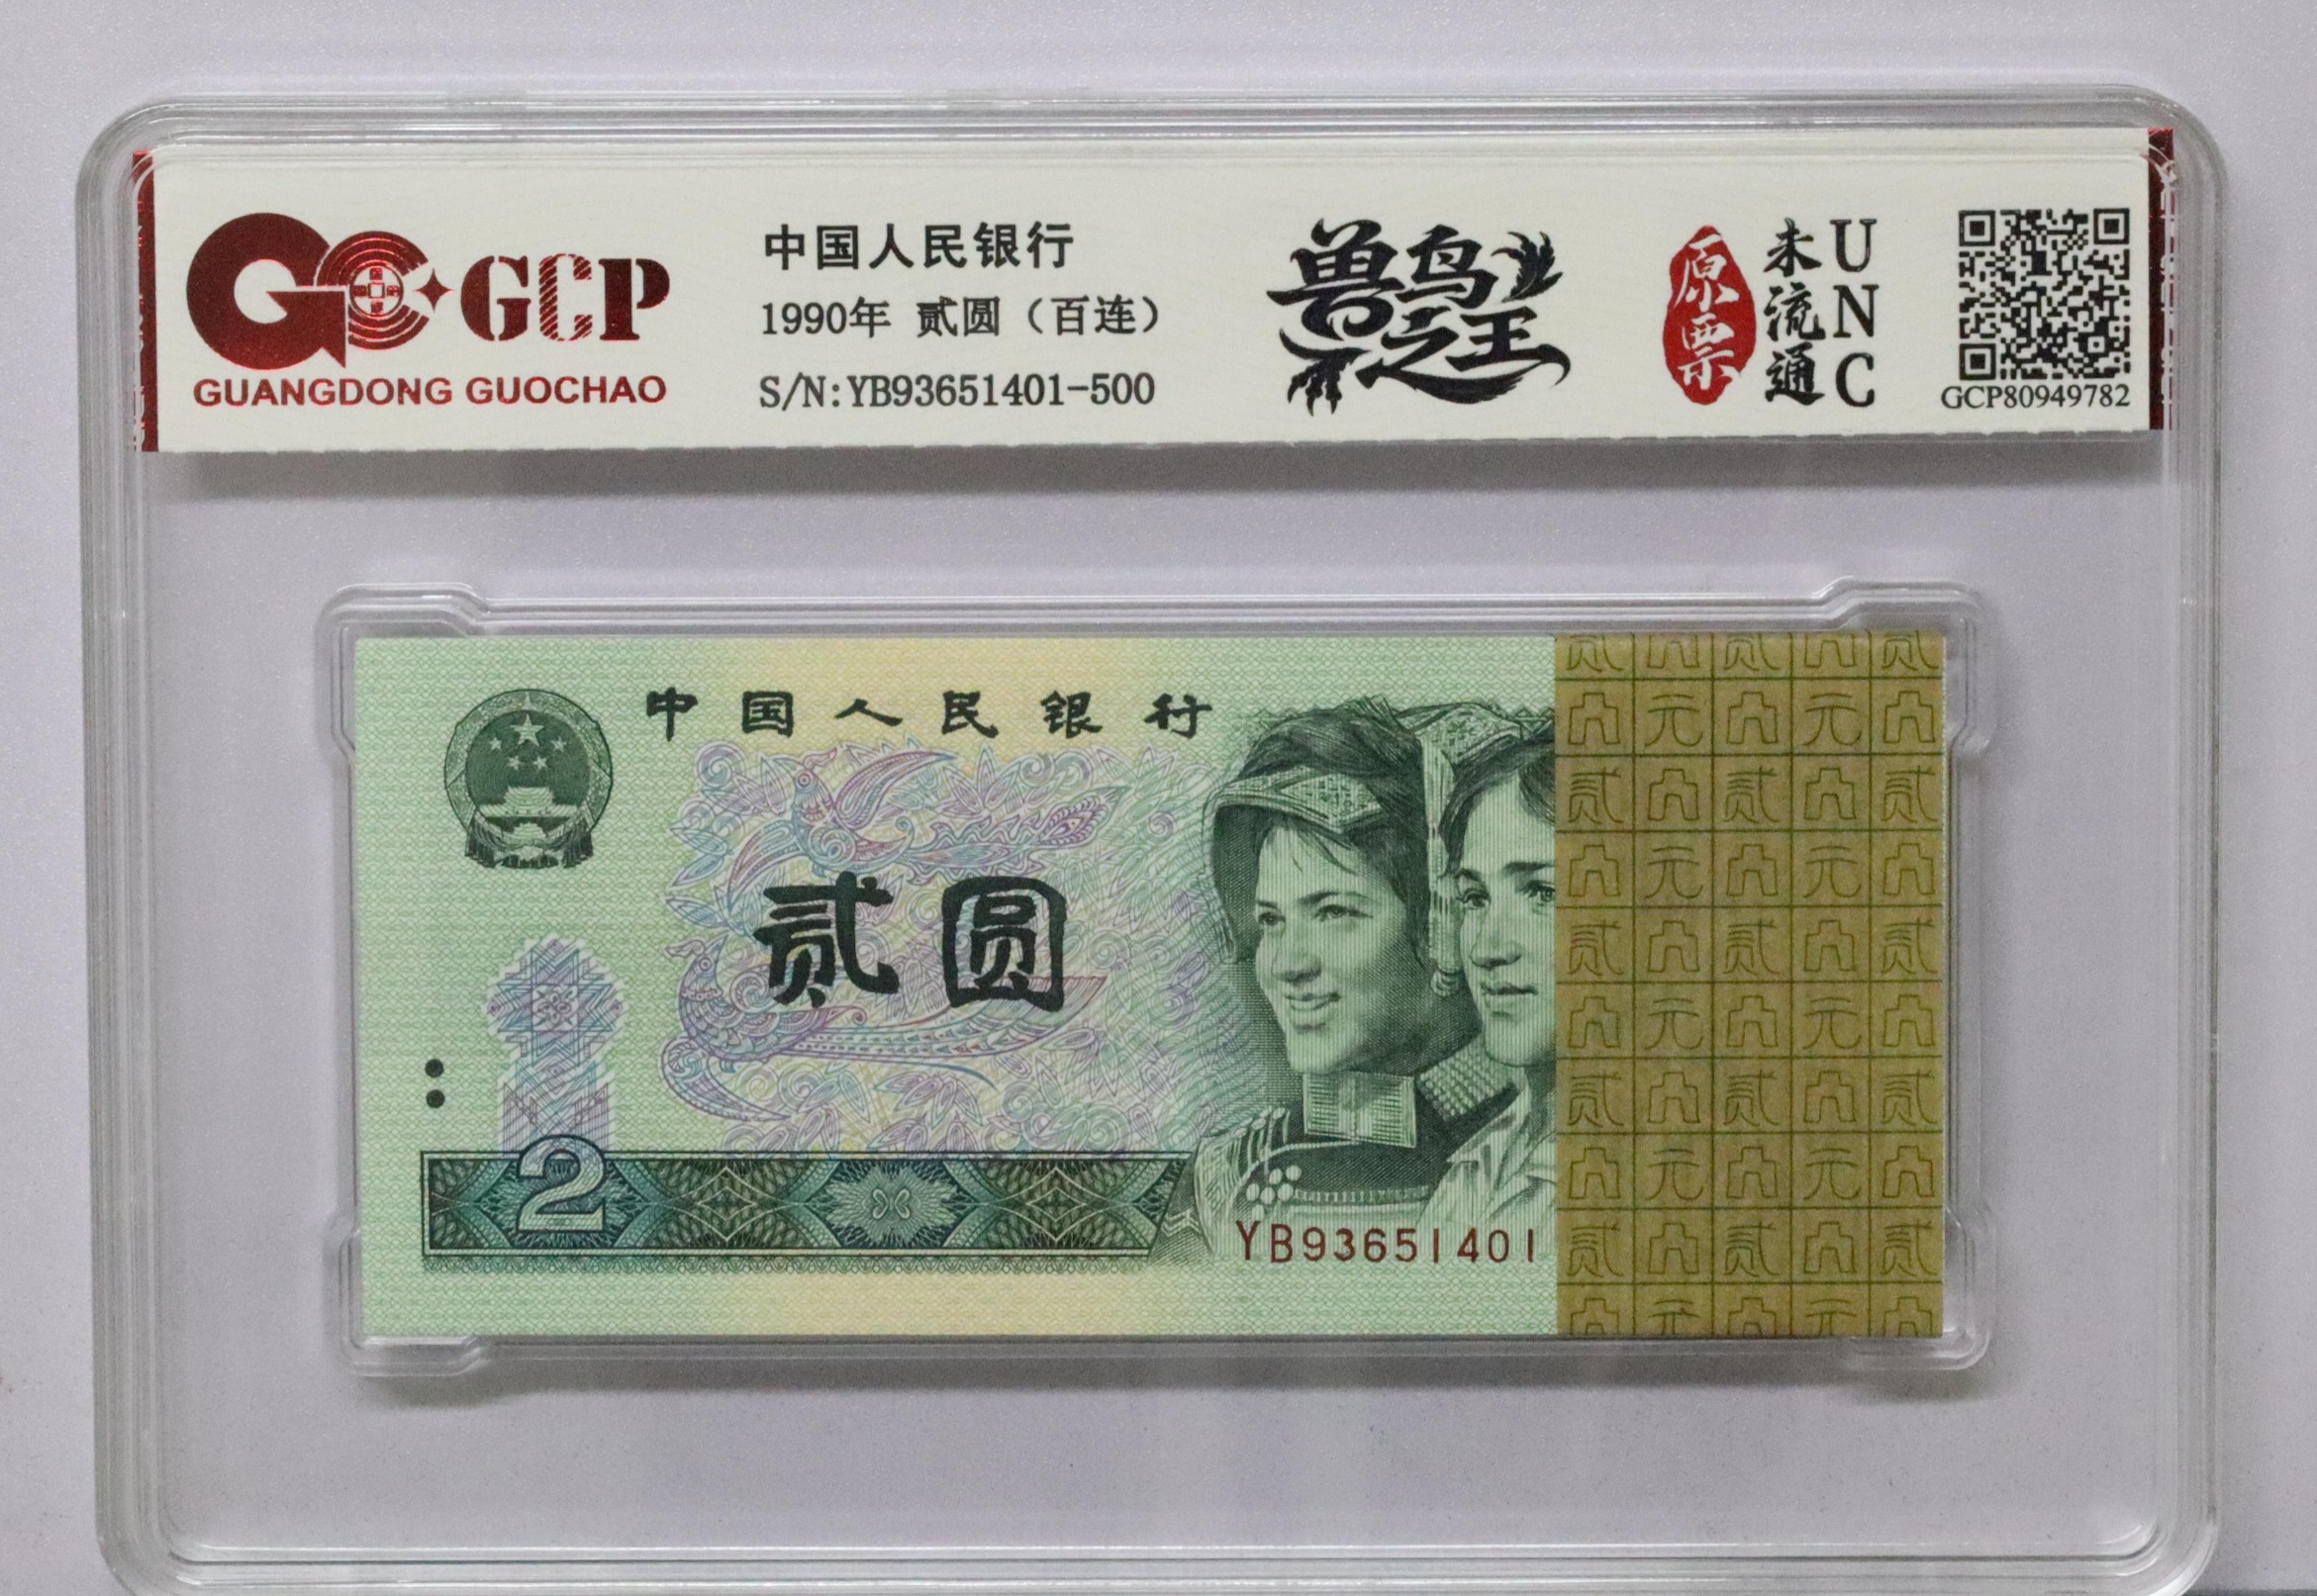 GCP
GUANGDONG GUOCHAO
中国人民银行
1990年 贰圆（百连）
S/N:YB93651401-500
兽鸟之王
原票
未流通
UNC
GCP80949782
中国人民银行
贰圆
2
YB93651401